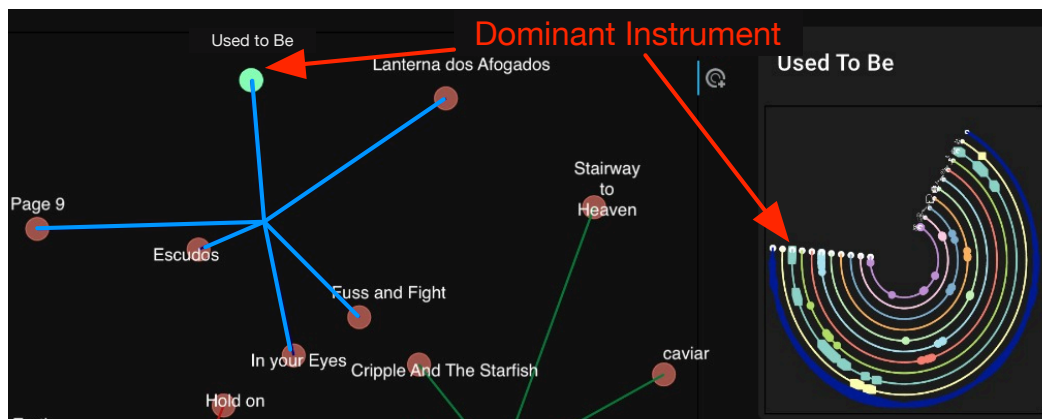 Used to Be
Dominant Instrument
Lanterna dos Afogados
Used To Be
Stairway
to
Heaven
Page 9
Escudos
Fuss and Fight
In your Eyes
Cripple And The Starfish
caviar
Hold on